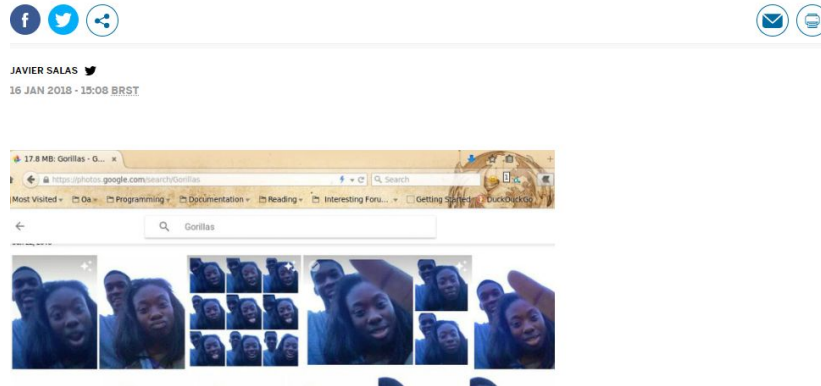 JAVIER SALAS
16 JAN 2018 - 15:08 BRST
17.8 MB: Gorillas - G... ×
https://photos.google.com/search/Gorillas
Search
Most Visited
Oa
Programming
Documentation
Reading
Interesting Foru...
Getting Started
DuckDuckGo
Gorillas